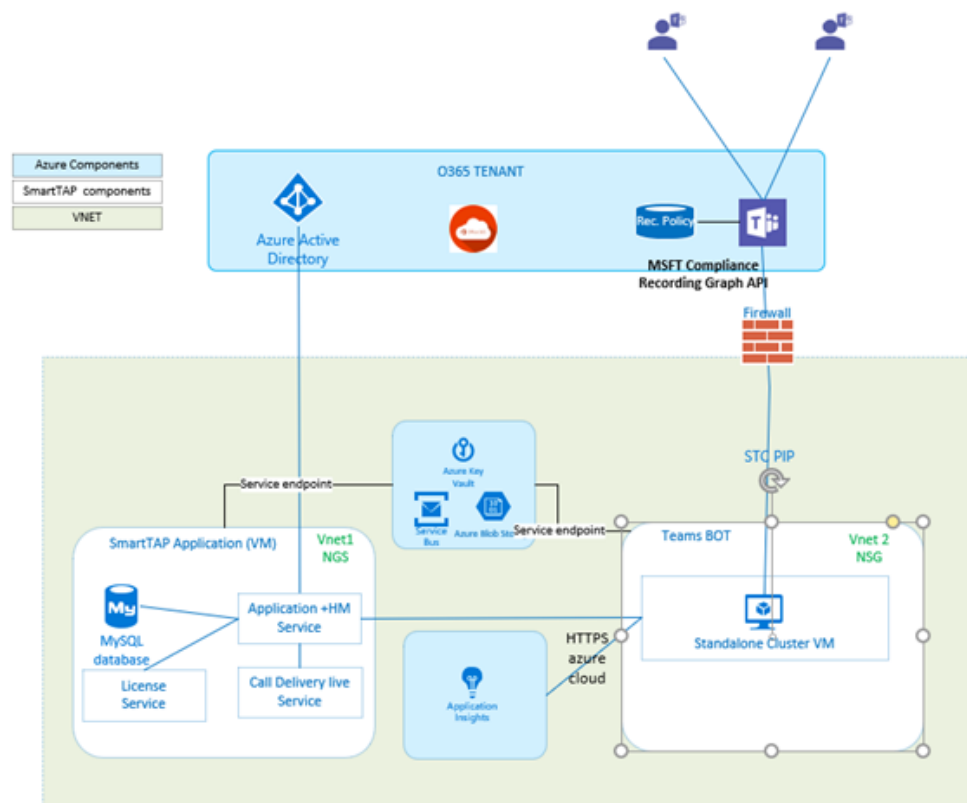 Azure Components
SmartTAP components
VNET
O365 TENANT
Azure Active
Directory
Rec. Policy
MSFT Compliance
Recording Graph API
Firewall
STC PIP
Azure Key
Vault
Service
Bus
Azure Blob
Service endpoint
Service endpoint
SmartTAP Application (VM)
Vnet1
NGS
My
MySQL
database
Application +HM
Service
License
Service
Call Delivery live
Service
Application
Insights
HTTPS
azure
cloud
Teams BOT
Vnet 2
NSG
Standalone Cluster VM